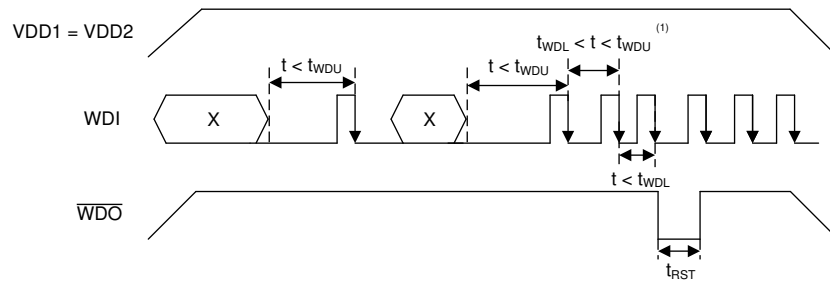 VDD1 = VDD2
tWDL < t < tWDU (1)
t < tWDU
t < tWDU
WDI
X
X
t < tWDL
WDO
tRST